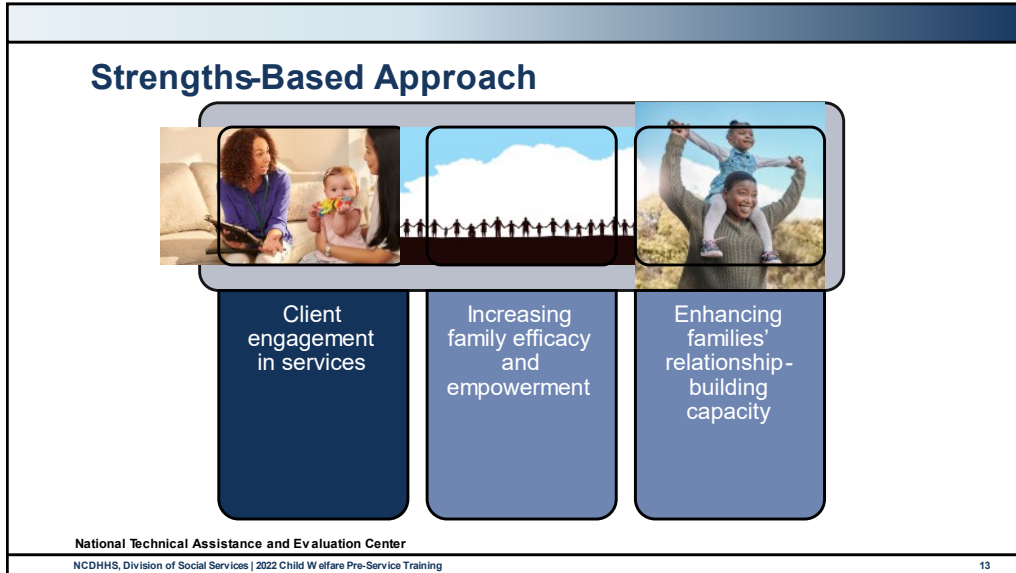 Strengths-Based Approach
Client
engagement
in services
Increasing
family efficacy
and
empowerment
Enhancing
families’
relationship-
building
capacity
National Technical Assistance and Evaluation Center
NCDHHS, Division of Social Services | 2022 Child Welfare Pre-Service Training
13